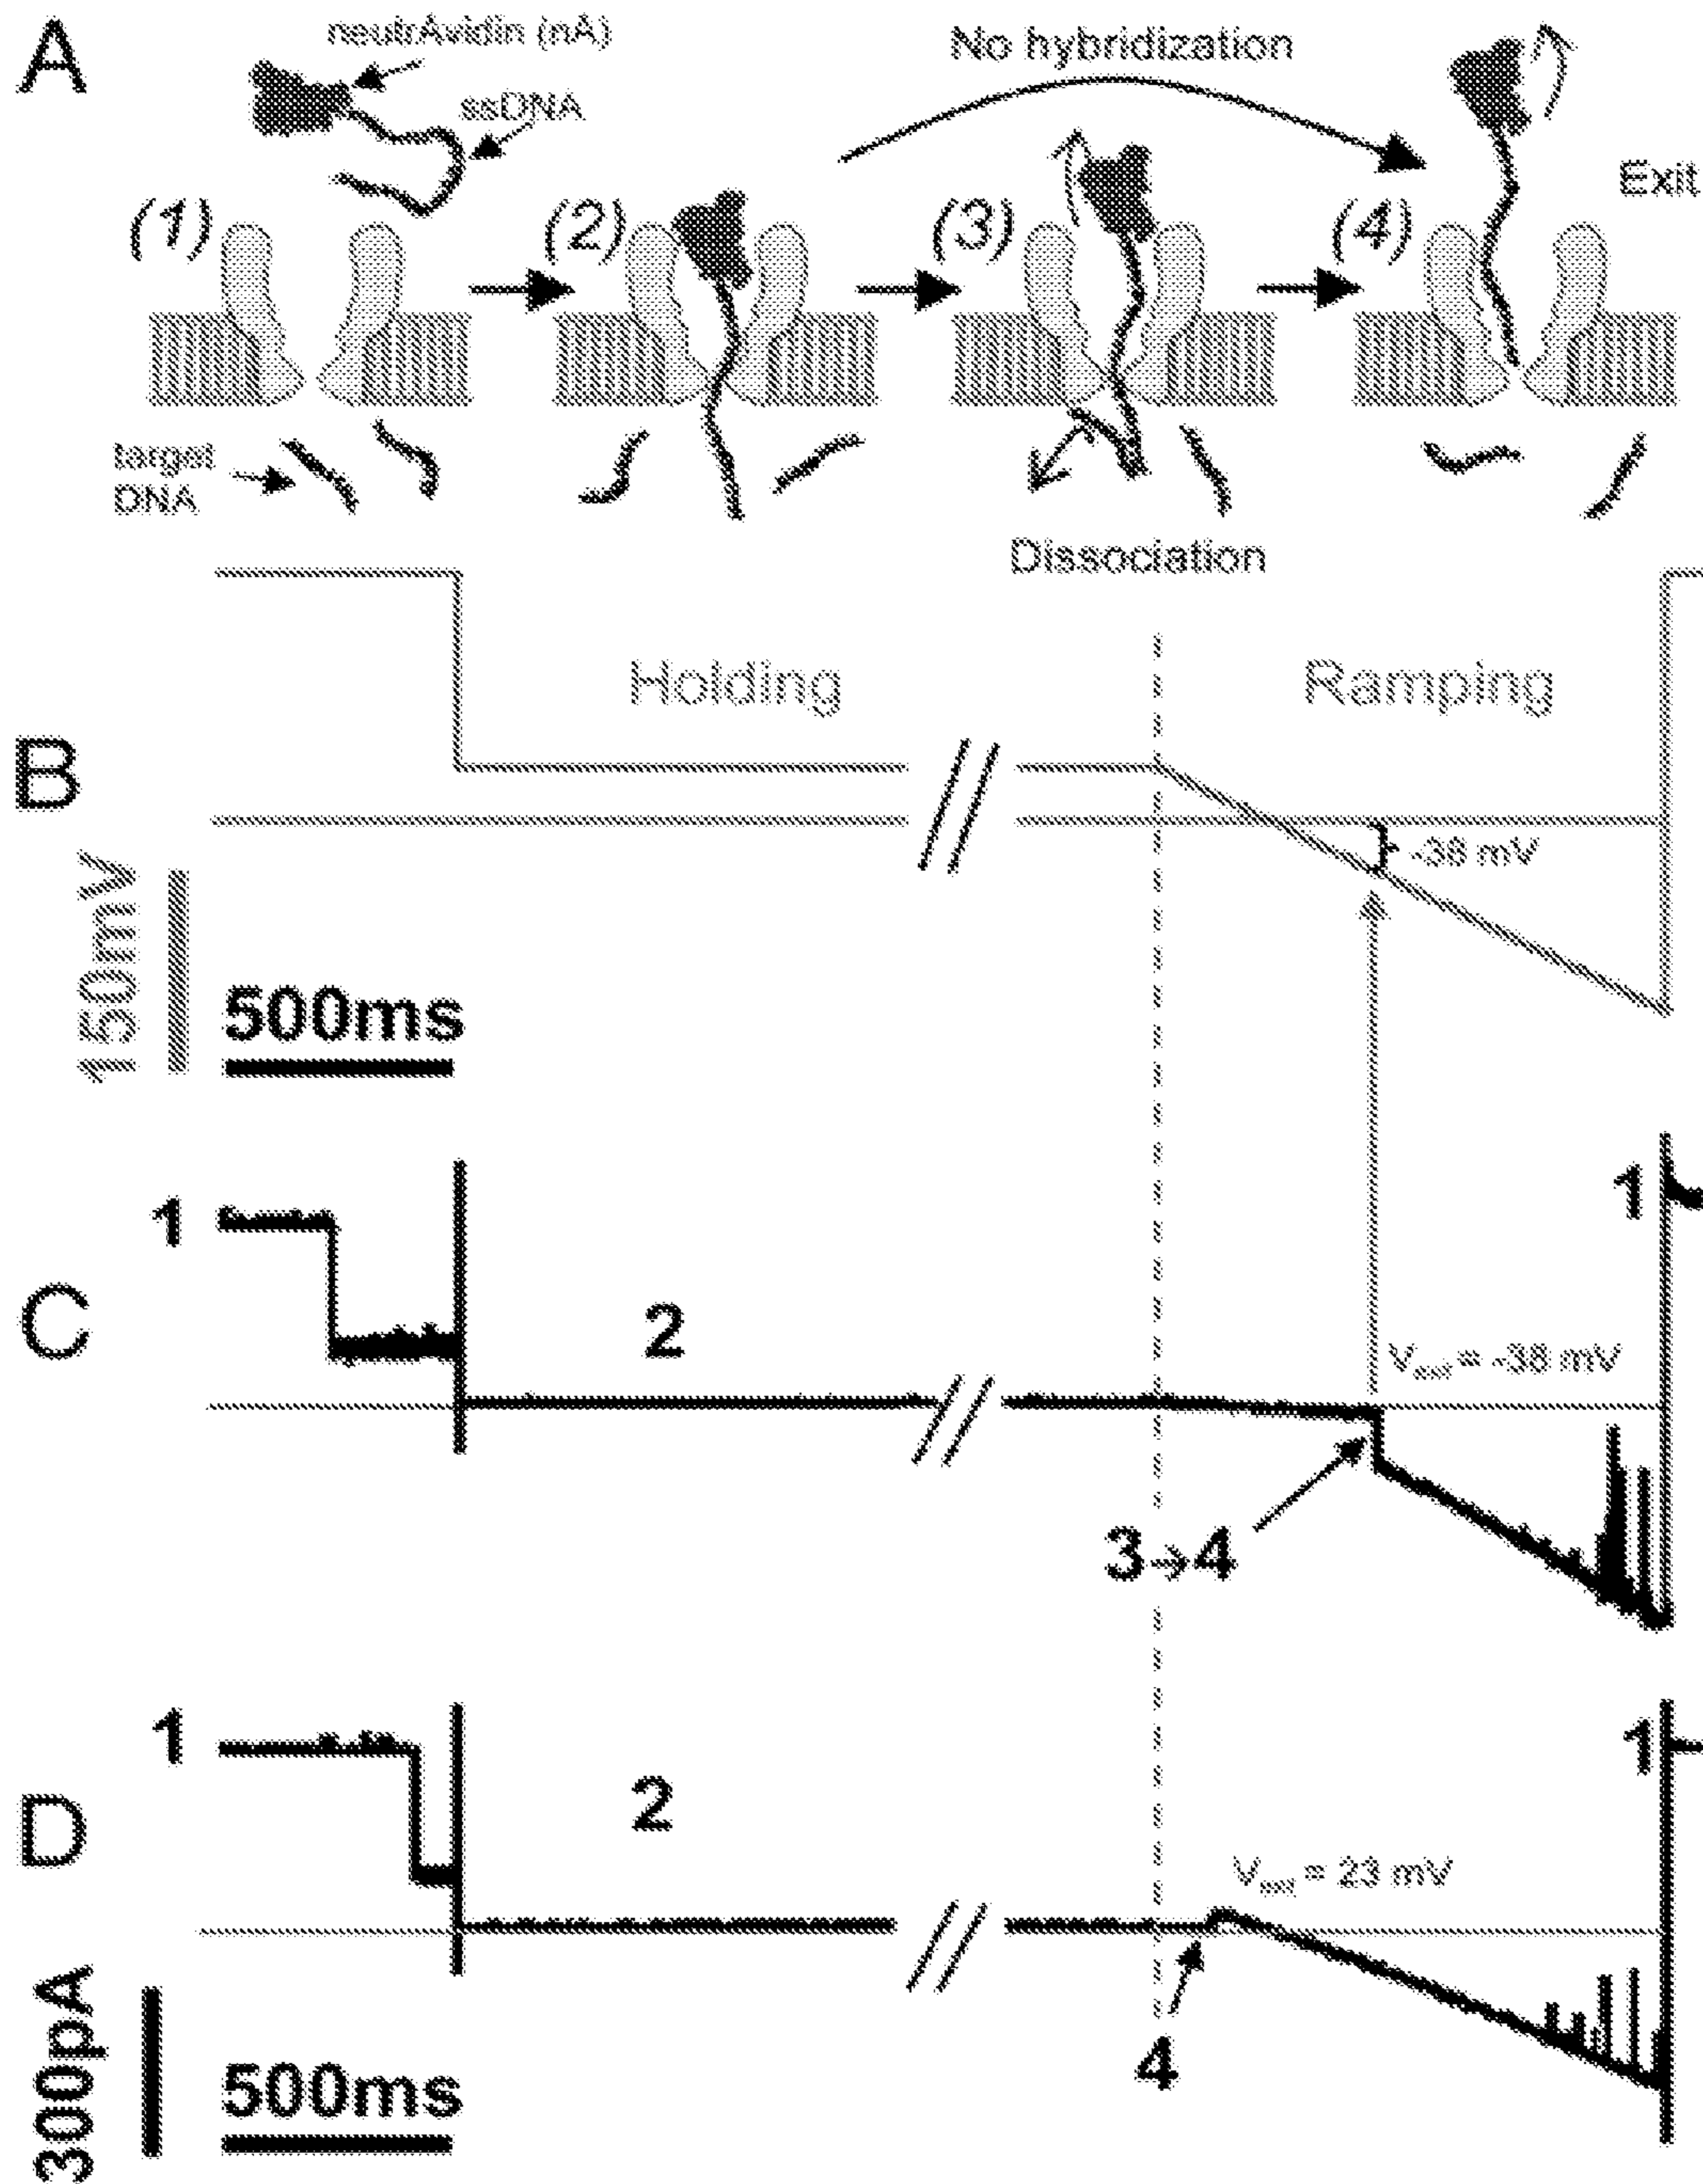 A
neutrAvidin (nA)
ssDNA
No hybridization
Exit
(1)
(2)
(3)
(4)
target
DNA
Dissociation
Holding
Ramping
B
-38 mV
150mV
500ms
1
1
C
2
V = -38 mV
3→4
1
1
D
2
V = 23 mV
4
300pA
500ms